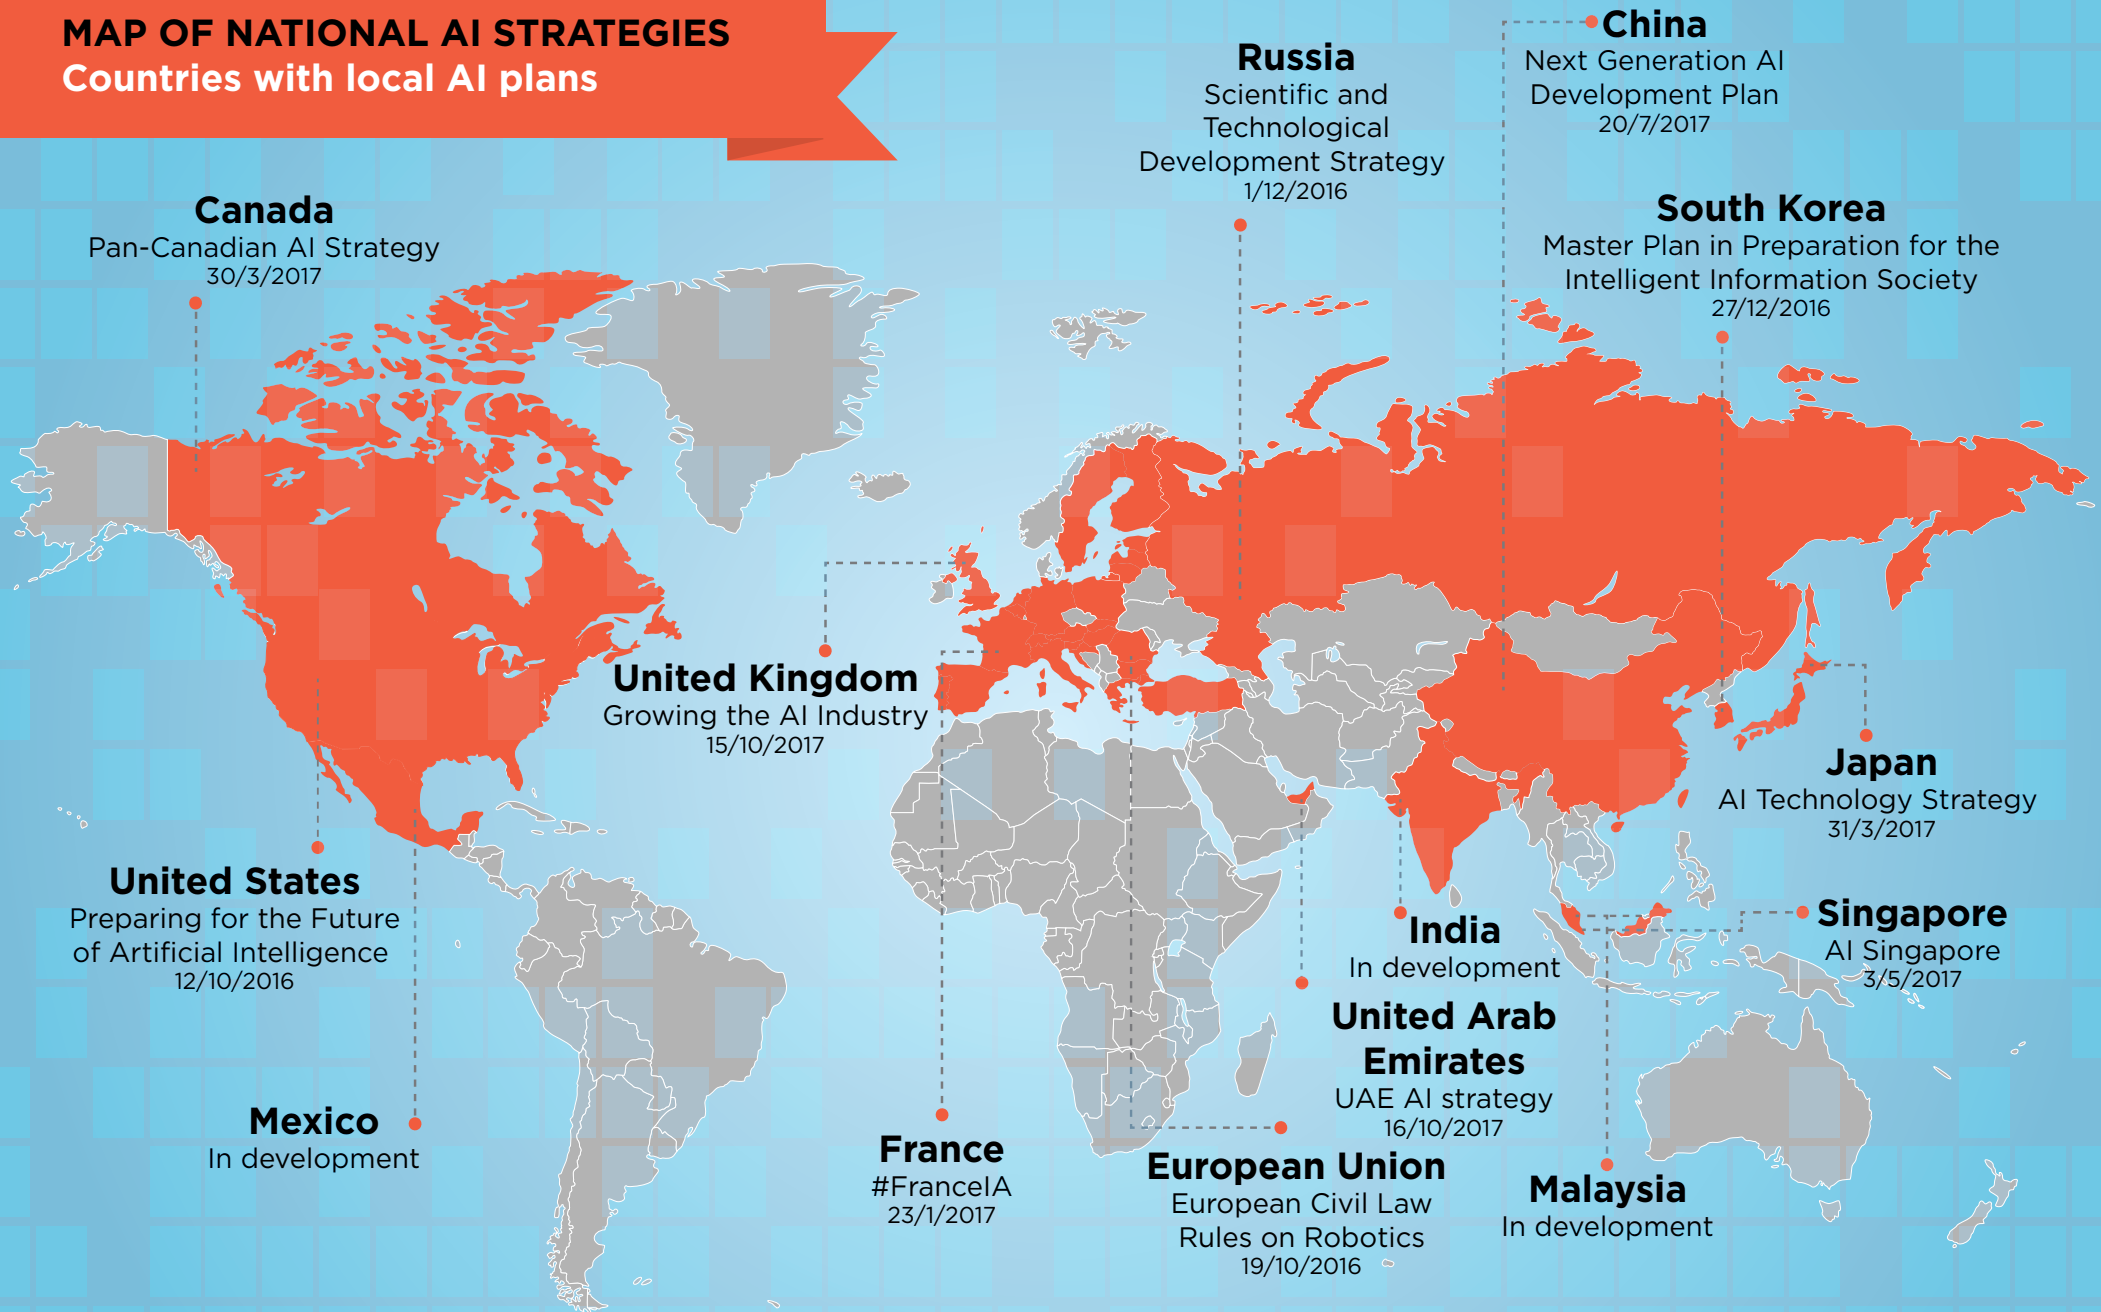 MAP OF NATIONAL AI STRATEGIES
Countries with local AI plans
Canada
Pan-Canadian AI Strategy
30/3/2017
Russia
Scientific and
Technological
Development Strategy
1/12/2016
China
Next Generation AI
Development Plan
20/7/2017
South Korea
Master Plan in Preparation for the
Intelligent Information Society
27/12/2016
United Kingdom
Growing the AI Industry
15/10/2017
Japan
AI Technology Strategy
31/3/2017
United States
Preparing for the Future
of Artificial Intelligence
12/10/2016
India
In development
Singapore
AI Singapore
3/5/2017
United Arab
Emirates
UAE AI strategy
16/10/2017
Mexico
In development
France
#FranceIA
23/1/2017
European Union
European Civil Law
Rules on Robotics
19/10/2016
Malaysia
In development